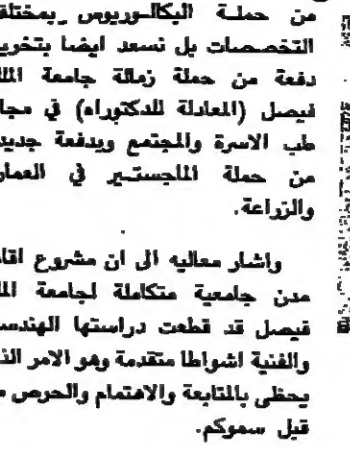 من حملة البكالوريوس بمختلف
التخصصات بل نسعد ايضا بتخريج
دفعة من حملة زمالة جامعة الملك
فيصل (المعادلة للدكتوراه) في مجال
طب الاسرة والمجتمع وبدفعة جديدة
من حملة الماجستير في العمارة
والزراعة.
واشار معاليه الى ان مشروع اقامة
مدن جامعية متكاملة لجامعة الملك
فيصل قد قطعت دراستها الهندسية
والفنية اشواطا متقدمة وهو الامر الذي
يحظى بالمتابعة والاهتمام والحرص من
قبل سموكم.